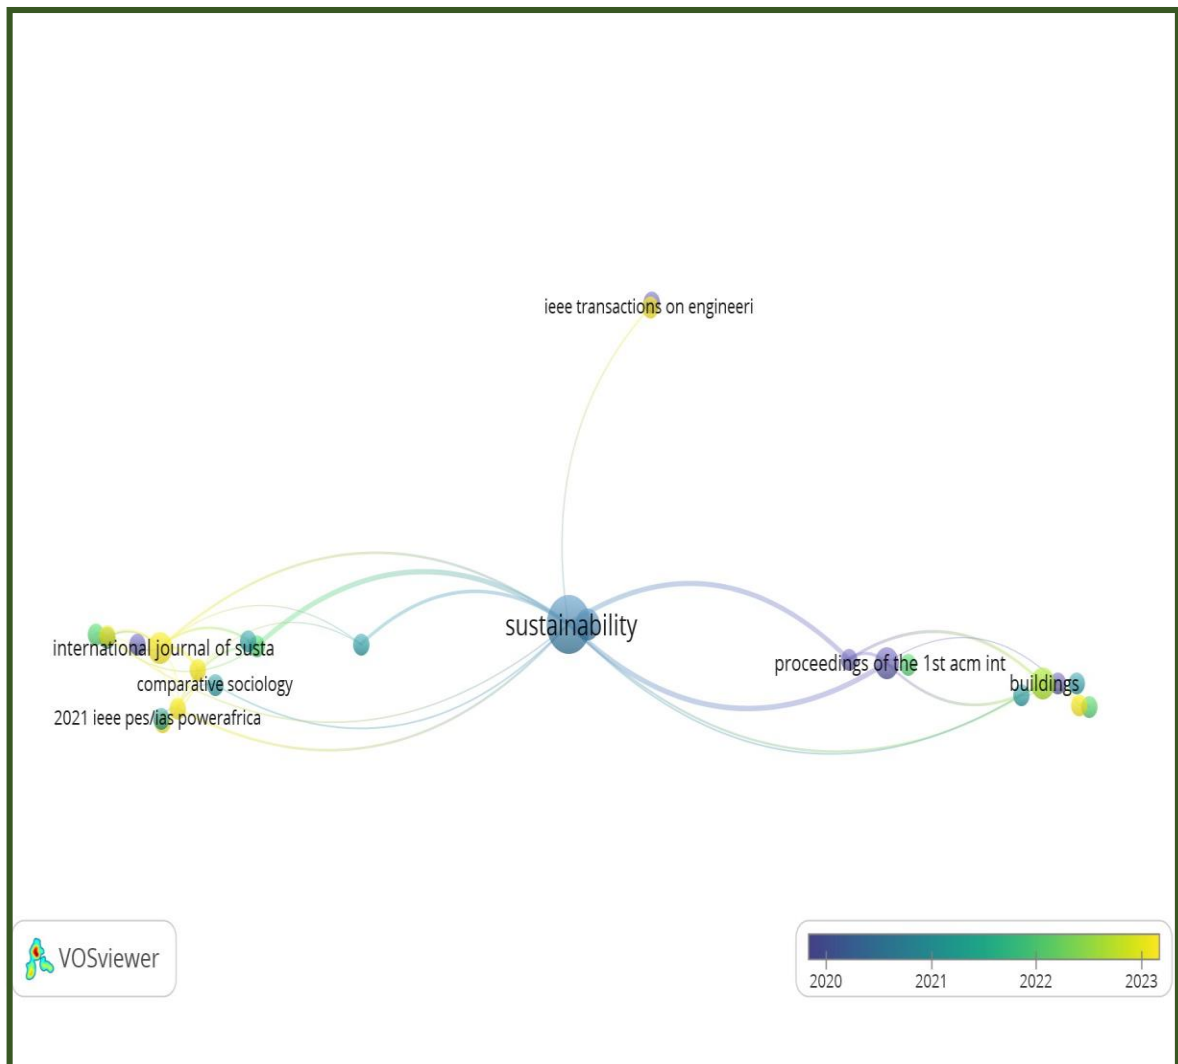 ieee transactions on engineeri
sustainability
international journal of susta
proceedings of the 1st acm int
comparative sociology
buildings
2021 ieee pes/ias powerafrica
VOSviewer
2020 2021 2022 2023